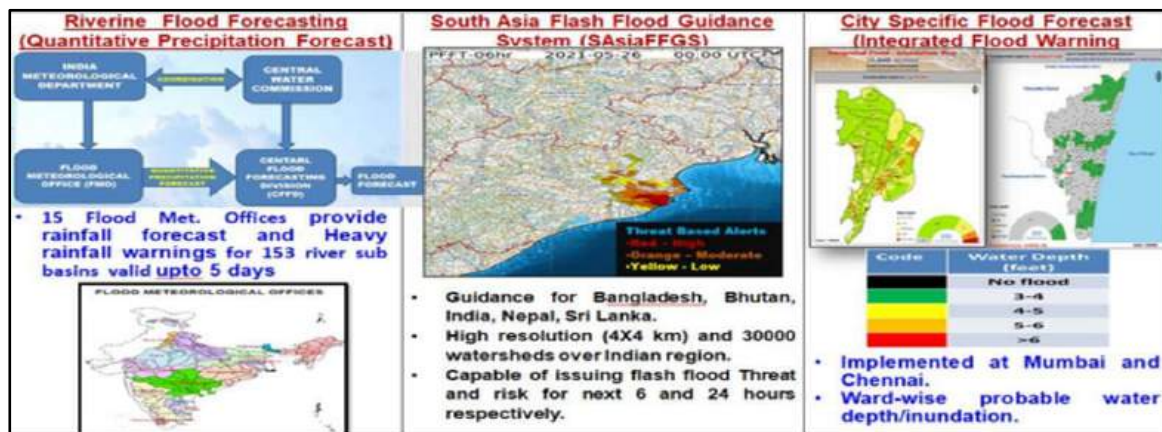 Riverine Flood Forecasting
(Quantitative Precipitation Forecast)
INDIA
METEOROLOGICAL
DEPARTMENT
COORDINATION
CENTRAL
WATER
COMMISSION
FLOOD
METEOROLOGICAL
OFFICE (FMO)
QUANTITATIVE
PRECIPITATION
FORECAST
CENTARL
FLOOD
FORECASTING
DIVISION
(CFFD)
FLOOD
FORECAST
• 15 Flood Met. Offices provide
rainfall forecast and Heavy
rainfall warnings for 153 river sub
basins valid upto 5 days
FLOOD METEOROLOGICAL OFFICES
South Asia Flash Flood Guidance
System (SAsiaFFGS)
PFFT-06hr 2021-05-26 00:00 UTC
Threat Based Alerts
•Red - High
•Orange - Moderate
•Yellow - Low
• Guidance for Bangladesh, Bhutan,
India, Nepal, Sri Lanka.
• High resolution (4X4 km) and 30000
watersheds over Indian region.
• Capable of issuing flash flood Threat
and risk for next 6 and 24 hours
respectively.
City Specific Flood Forecast
(Integrated Flood Warning
Code Water Depth
(feet)
No flood
3-4
4-5
5-6
>6
• Implemented at Mumbai and
Chennai.
• Ward-wise probable water
depth/inundation.